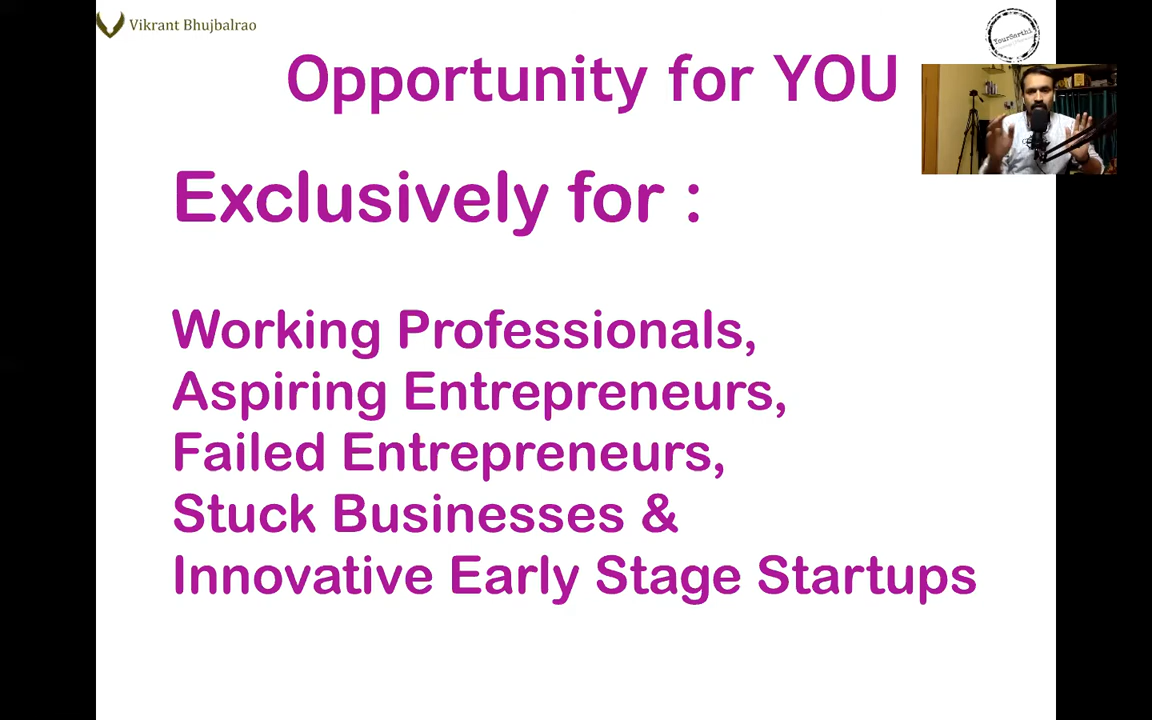 Vikrant Bhujbalrao
YourSarthi
Opportunity for YOU
Exclusively for :
Working Professionals,
Aspiring Entrepreneurs,
Failed Entrepreneurs,
Stuck Businesses &
Innovative Early Stage Startups